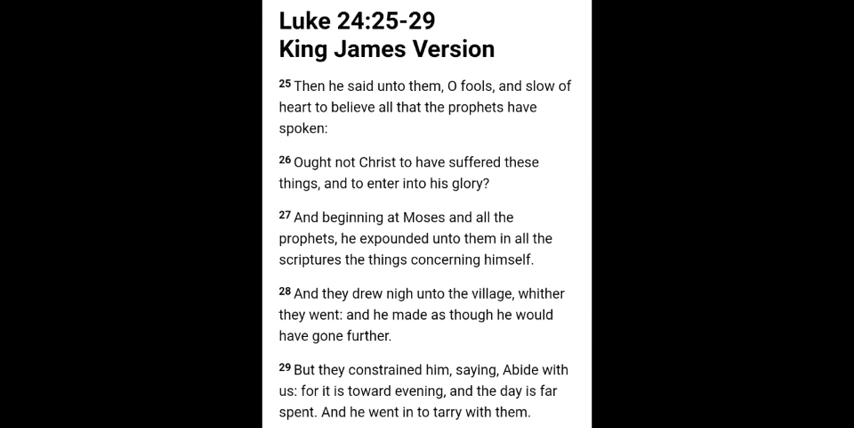 Luke 24:25-29
King James Version
25 Then he said unto them, O fools, and slow of
heart to believe all that the prophets have
spoken:
26 Ought not Christ to have suffered these
things, and to enter into his glory?
27 And beginning at Moses and all the
prophets, he expounded unto them in all the
scriptures the things concerning himself.
28 And they drew nigh unto the village, whither
they went: and he made as though he would
have gone further.
29 But they constrained him, saying, Abide with
us: for it is toward evening, and the day is far
spent. And he went in to tarry with them.